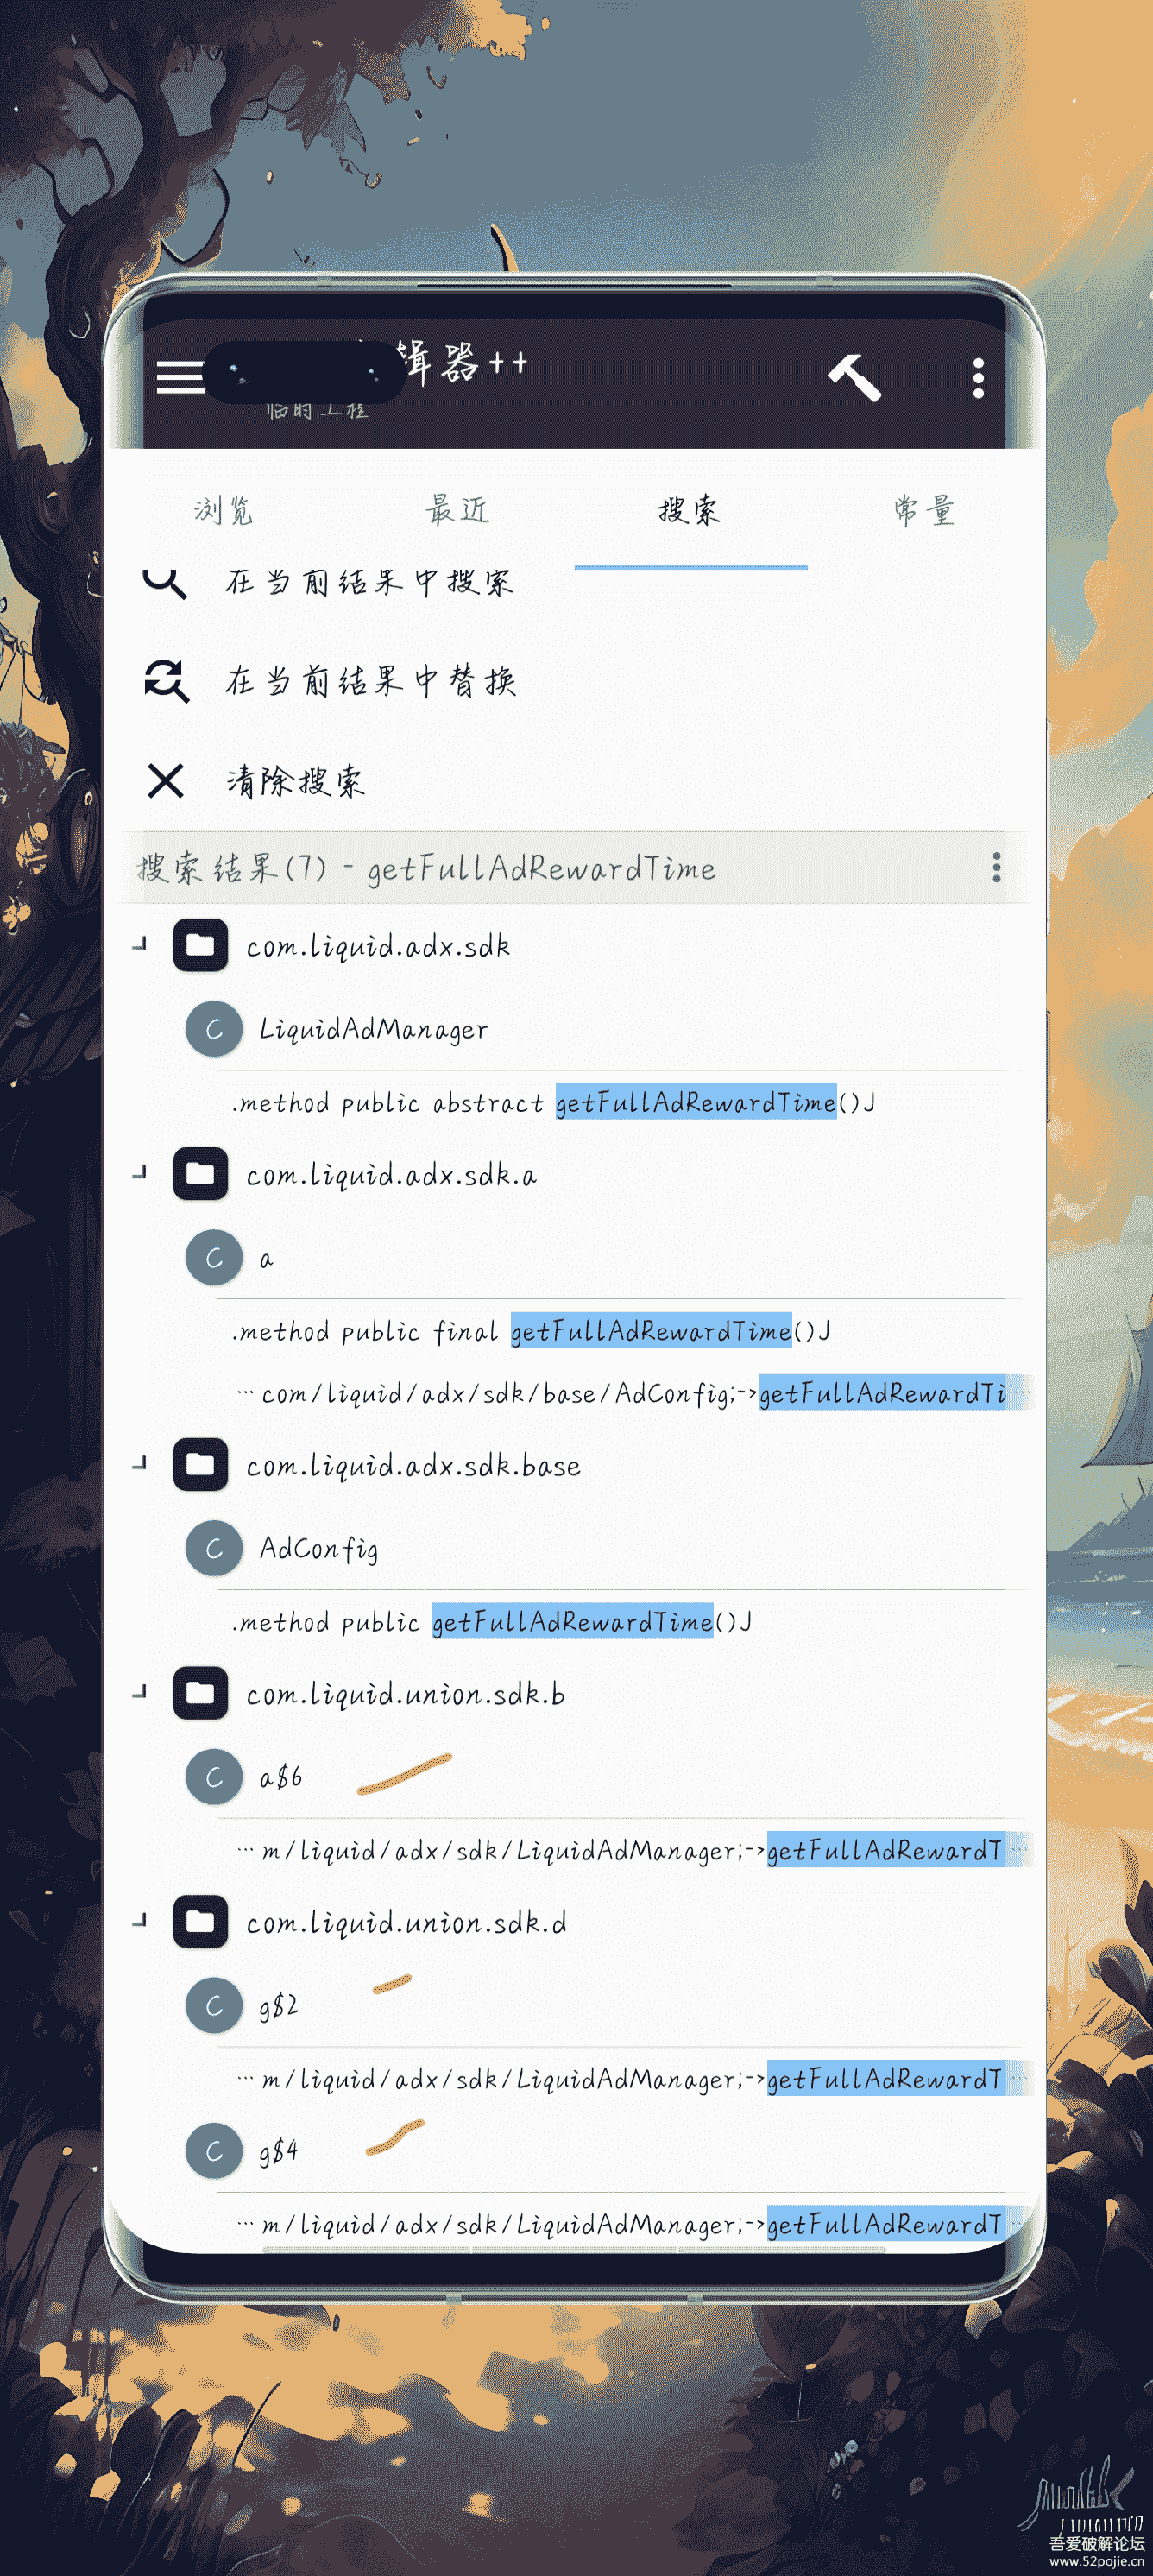 辑器++
临时工程
浏览 最近 搜索 常量
在当前结果中搜索
在当前结果中替换
清除搜索
搜索结果(7) - getFullAdRewardTime
com.liquid.adx.sdk
C LiquidAdManager
.method public abstract getFullAdRewardTime()J
com.liquid.adx.sdk.a
C a
.method public final getFullAdRewardTime()J
… com/liquid/adx/sdk/base/AdConfig;->getFullAdRewardTi…
com.liquid.adx.sdk.base
C AdConfig
.method public getFullAdRewardTime()J
com.liquid.union.sdk.b
C a$6
… m/liquid/adx/sdk/LiquidAdManager;->getFullAdRewardT…
com.liquid.union.sdk.d
C g$2
… m/liquid/adx/sdk/LiquidAdManager;->getFullAdRewardT…
C g$4
… m/liquid/adx/sdk/LiquidAdManager;->getFullAdRewardT…
吾爱破解论坛
www.52pojie.cn